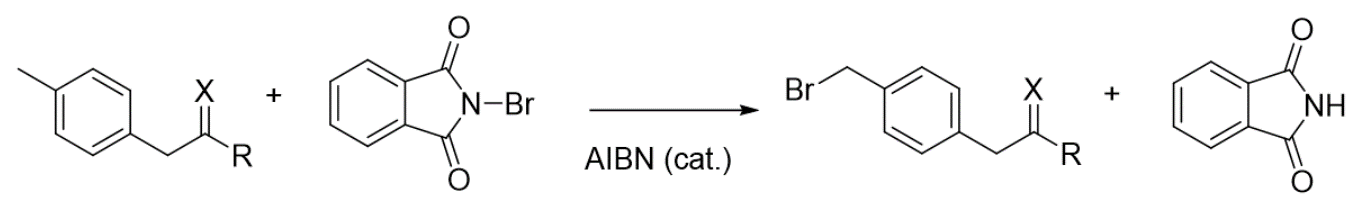 X
R
+
O
N
Br
O
AIBN (cat.)
Br
X
R
+
O
NH
O